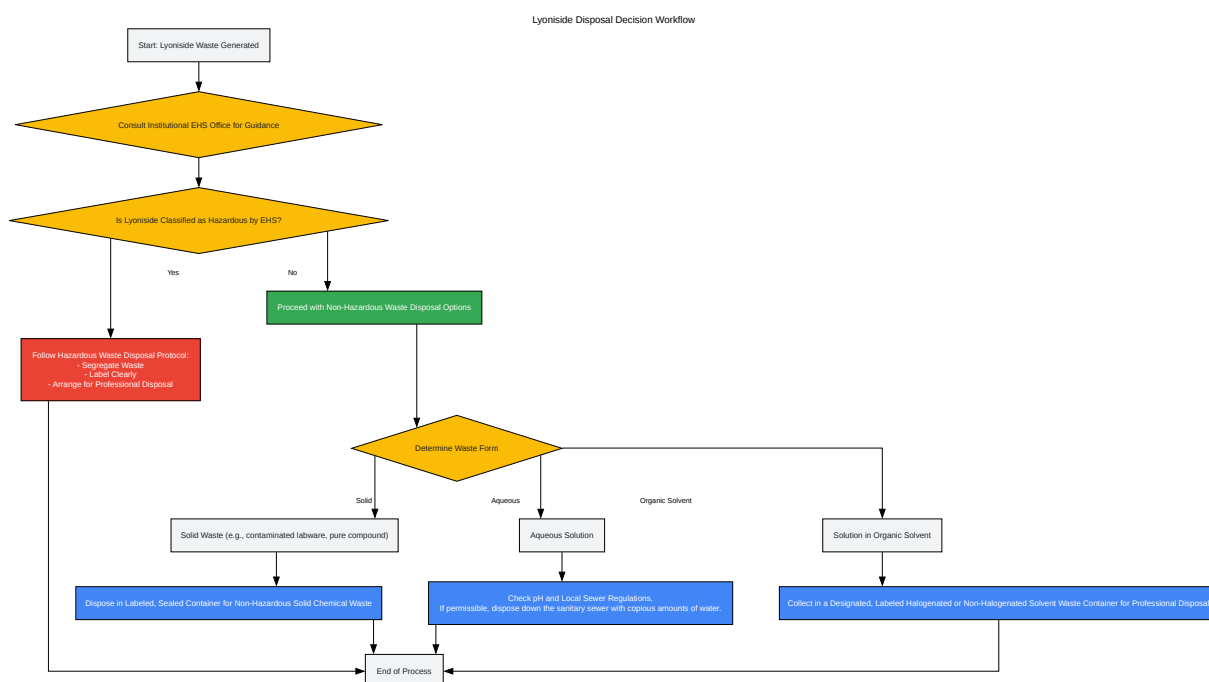 Lyoniside Disposal Decision Workflow
Start: Lyoniside Waste Generated
Consult Institutional EHS Office for Guidance
Is Lyoniside Classified as Hazardous by EHS?
Yes
No
Proceed with Non-Hazardous Waste Disposal Options
Follow Hazardous Waste Disposal Protocol:
- Segregate Waste
- Label Clearly
- Arrange for Professional Disposal
Determine Waste Form
Solid
Aqueous
Organic Solvent
Solid Waste (e.g., contaminated labware, pure compound)
Aqueous Solution
Solution in Organic Solvent
Dispose in Labeled, Sealed Container for Non-Hazardous Solid Chemical Waste
Check pH and Local Sewer Regulations.
If permissible, dispose down the sanitary sewer with copious amounts of water.
Collect in a Designated, Labeled Halogenated or Non-Halogenated Solvent Waste Container for Professional Disposal
End of Process